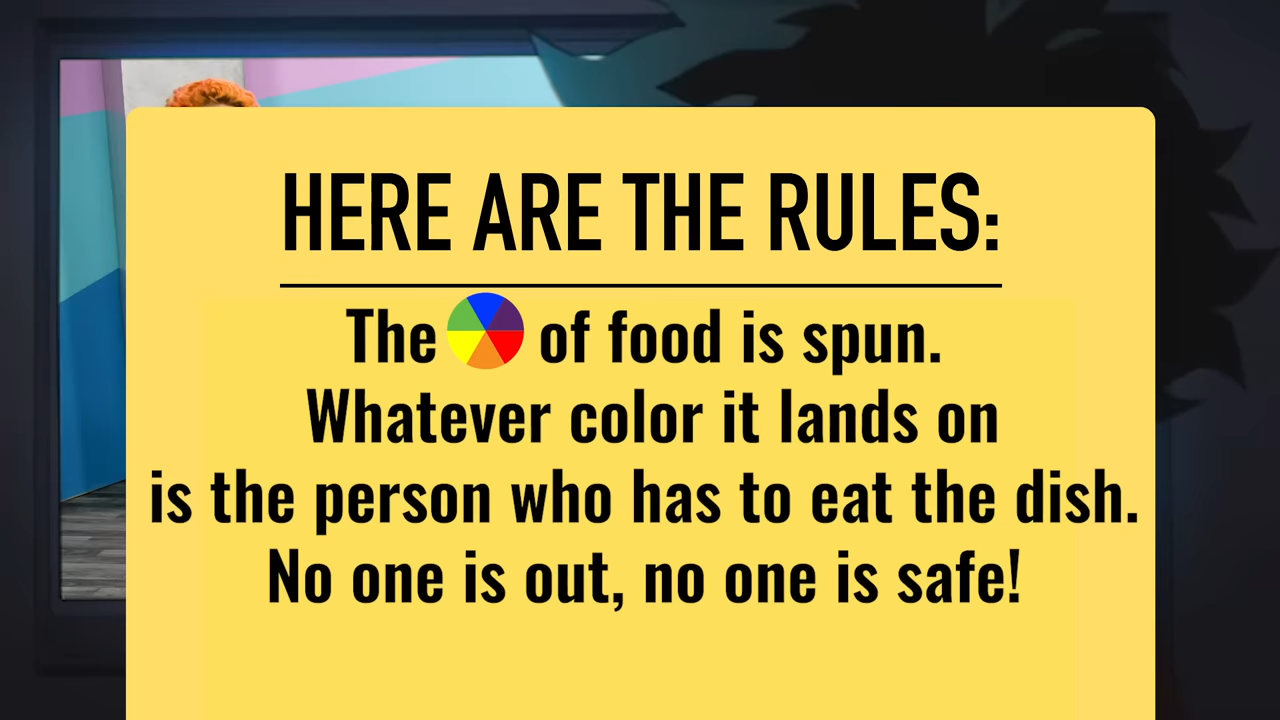 HERE ARE THE RULES:
The of food is spun.
Whatever color it lands on
is the person who has to eat the dish.
No one is out, no one is safe!